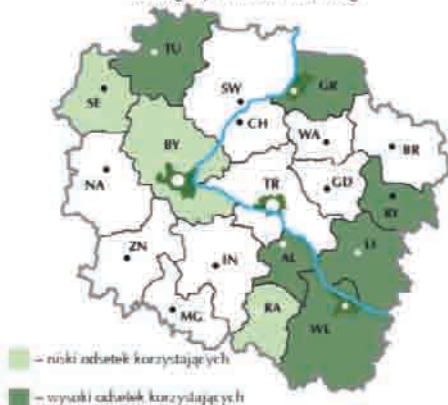 TU
GR
SW
SE
CH
WA
BY
BR
NA
TR
GD
RY
ZN
IN
AL
LI
MG
RA
WŁ
– niski odsetek korzystających
– wysoki odsetek korzystających